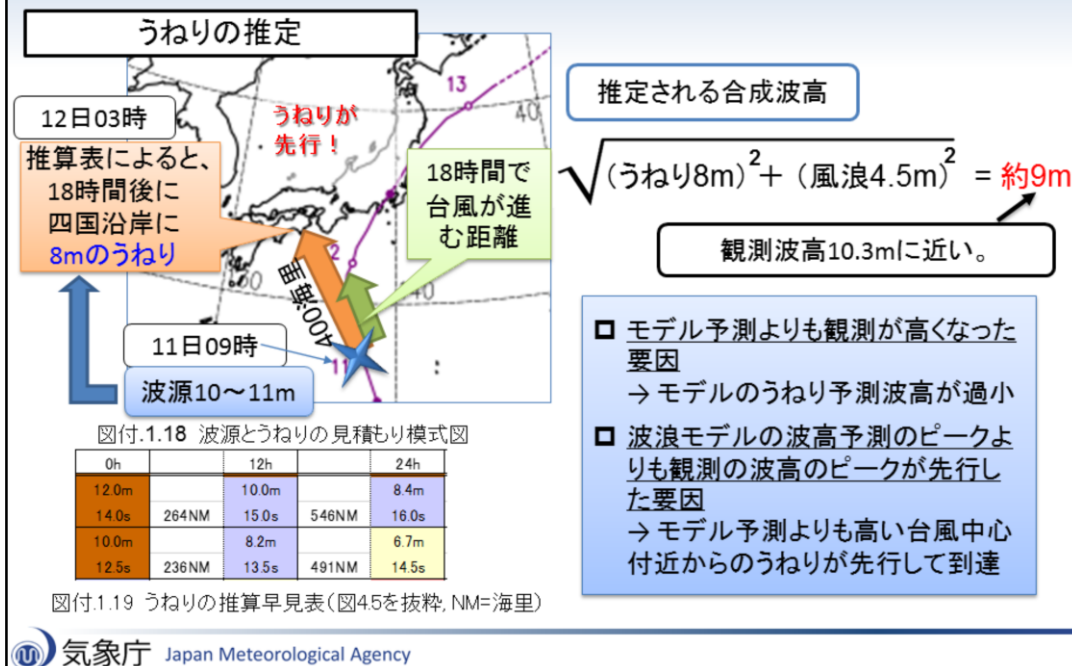 うねりの推定
12日03時
推算表によると、
18時間後に
四国沿岸に
8mのうねり
うねりが
先行！
13
40
18時間で
台風が進
む距離
2
30
140
400海里
11日09時
11
波源10～11m
図付.1.18 波源とうねりの見積もり模式図
0h 12h 24h
12.0m 10.0m 8.4m
14.0s 264NM 15.0s 546NM 16.0s
10.0m 8.2m 6.7m
12.5s 236NM 13.5s 491NM 14.5s
図付.1.19 うねりの推算早見表（図4.5を抜粋, NM=海里）
推定される合成波高
√(うねり8m)²＋（風浪4.5m)² = 約9m
観測波高10.3mに近い。
モデル予測よりも観測が高くなった
要因
→ モデルのうねり予測波高が過小
波浪モデルの波高予測のピークよ
りも観測の波高のピークが先行し
た要因
→ モデル予測よりも高い台風中心
付近からのうねりが先行して到達
気象庁 Japan Meteorological Agency